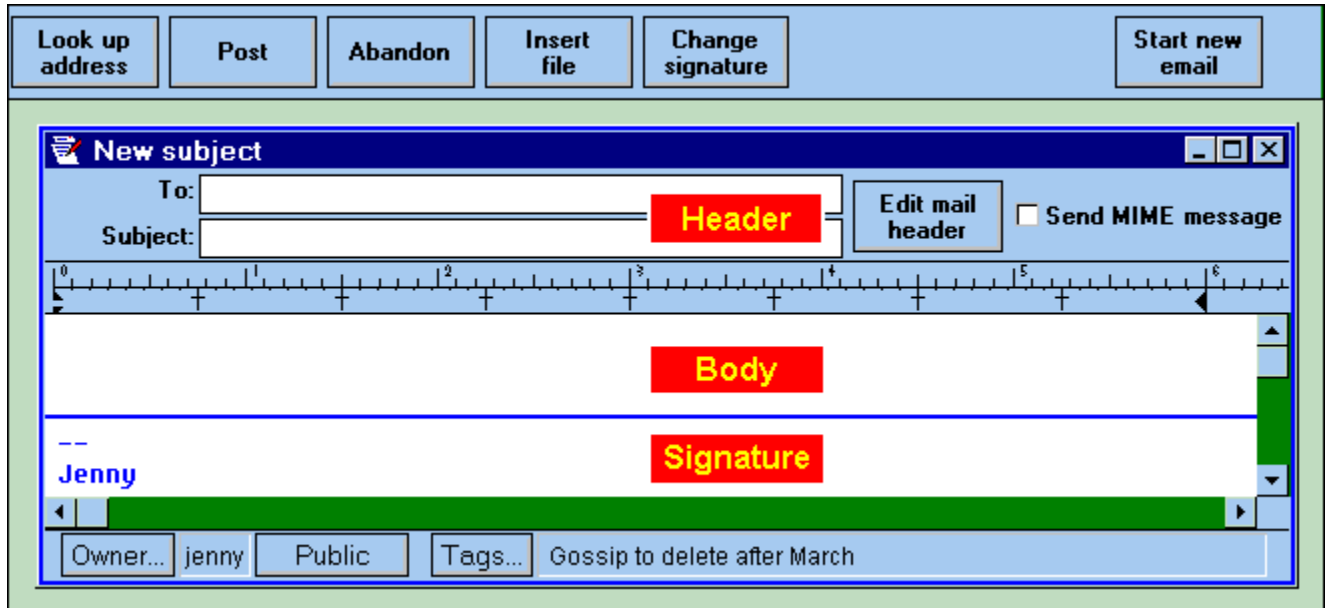 Look up address
Post
Abandon
Insert file
Change signature
Start new email
New subject
To:
Header
Edit mail header
Send MIME message
Subject:
0 1 2 3 4 5 6
Body
--
Jenny
Signature
Owner... jenny Public Tags... Gossip to delete after March